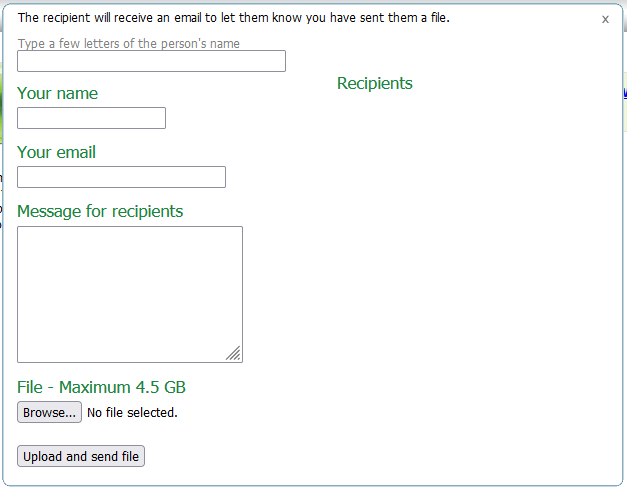 The recipient will receive an email to let them know you have sent them a file.
x
Type a few letters of the person's name
Recipients
Your name
Your email
Message for recipients
File - Maximum 4.5 GB
Browse... No file selected.
Upload and send file